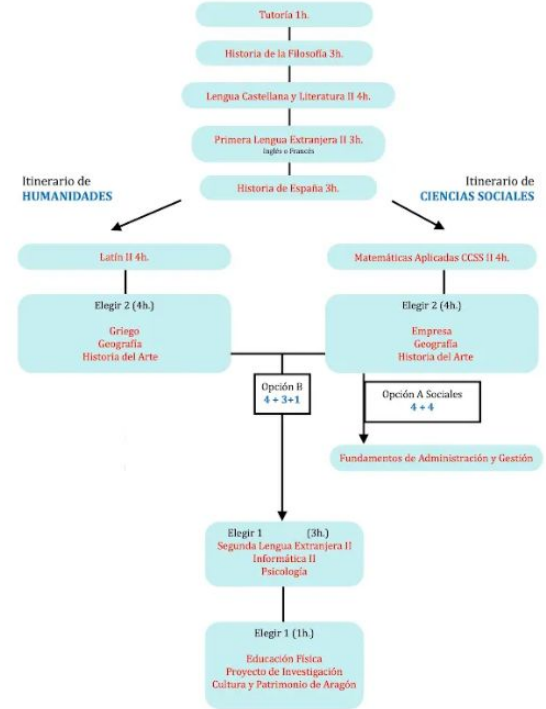 Tutoría 1h.
Historia de la Filosofía 3h.
Lengua Castellana y Literatura II 4h.
Primera Lengua Extranjera II 3h.
Inglés o Francés
Historia de España 3h.
Itinerario de
HUMANIDADES
Itinerario de
CIENCIAS SOCIALES
Latín II 4h.
Elegir 2 (4h.)
Griego
Geografía
Historia del Arte
Matemáticas Aplicadas CCSS II 4h.
Elegir 2 (4h.)
Empresa
Geografía
Historia del Arte
Opción B
4 + 3+1
Opción A Sociales
4 + 4
Fundamentos de Administración y Gestión
Elegir 1 (3h.)
Segunda Lengua Extranjera II
Informática II
Psicología
Elegir 1 (1h.)
Educación Física
Proyecto de Investigación
Cultura y Patrimonio de Aragón